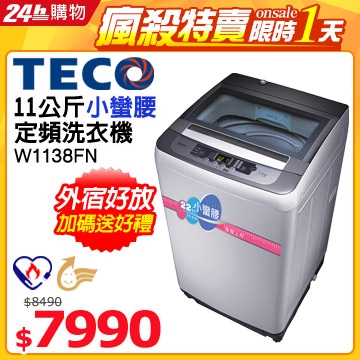 24h購物
瘋殺特賣
onsale
限時1天
TECO
11公斤小蠻腰
定頻洗衣機
W1138FN
外宿好放
加碼送好禮
22小蠻腰
$8490
$7990